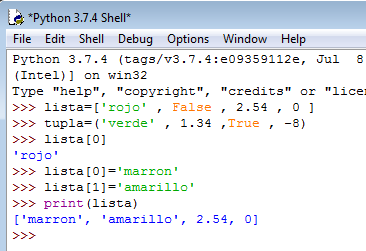 *Python 3.7.4 Shell*
File Edit Shell Debug Options Window Help
Python 3.7.4 (tags/v3.7.4:e09359112e, Jul 8
(Intel)] on win32
Type "help", "copyright", "credits" or
>>> lista=['rojo' , False , 2.54 , 0 ]
>>> tupla=('verde' , 1.34 ,True , -8)
>>> lista[0]
'rojo'
>>> lista[0]='marron'
>>> lista[1]='amarillo'
>>> print(lista)
['marron', 'amarillo', 2.54, 0]
>>>